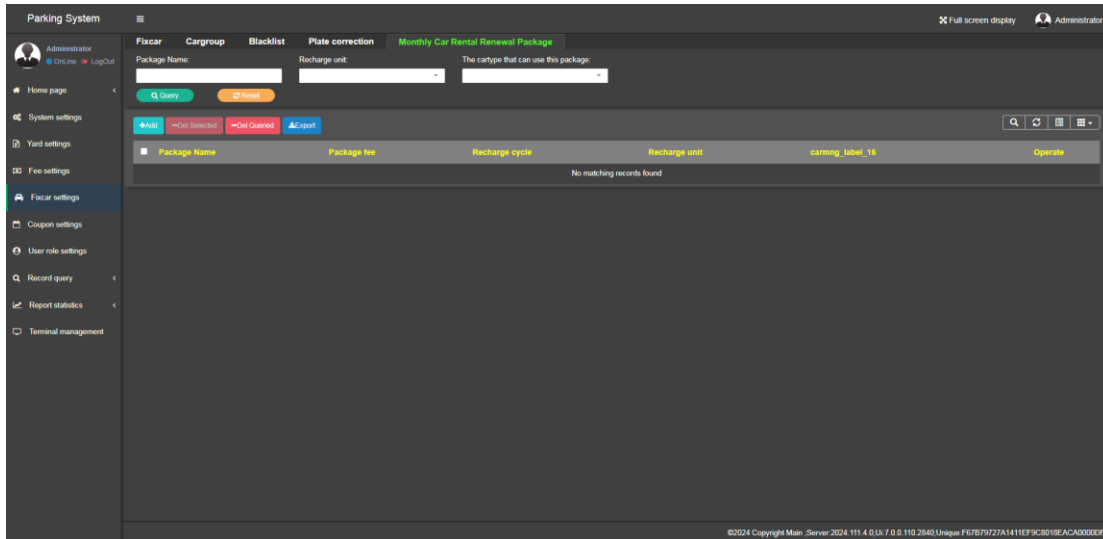 Parking System
Full screen display
Administrator
Administrator
OnLine LogOut
Home page
System settings
Yard settings
Fee settings
Fixcar settings
Coupon settings
User role settings
Record query
Report statistics
Terminal management
Fixcar Cargroup Blacklist Plate correction Monthly Car Rental Renewal Package
Package Name: Recharge unit: The cartype that can use this package:
Query Reset
+Add −Del Selected −Del Queried Export
Package Name Package fee Recharge cycle Recharge unit carmng_label_16 Operate
No matching records found
©2024 Copyright Main ;Server:2024.111.4.0;Ui:7.0.0.110.2840;Unique:F67B79727A1411EF9C8018EACA0000DF